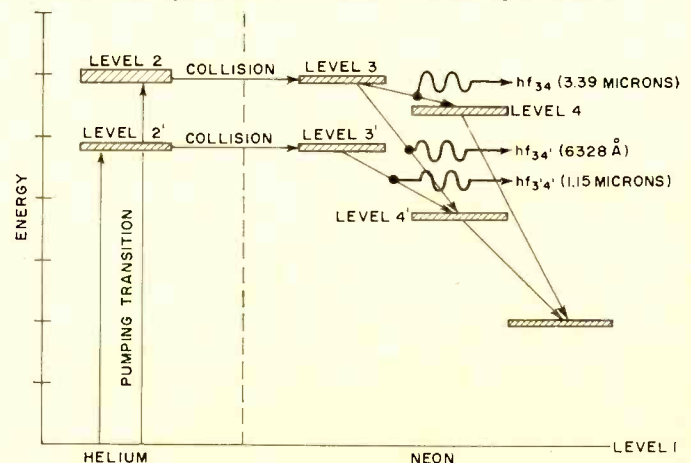 LEVEL 2
COLLISION
LEVEL 3
hf34 (3.39 MICRONS)
LEVEL 4
LEVEL 2'
COLLISION
LEVEL 3'
hf34' (6328 Å)
hf3'4' (1.15 MICRONS)
LEVEL 4'
ENERGY
PUMPING TRANSITION
LEVEL I
HELIUM
NEON